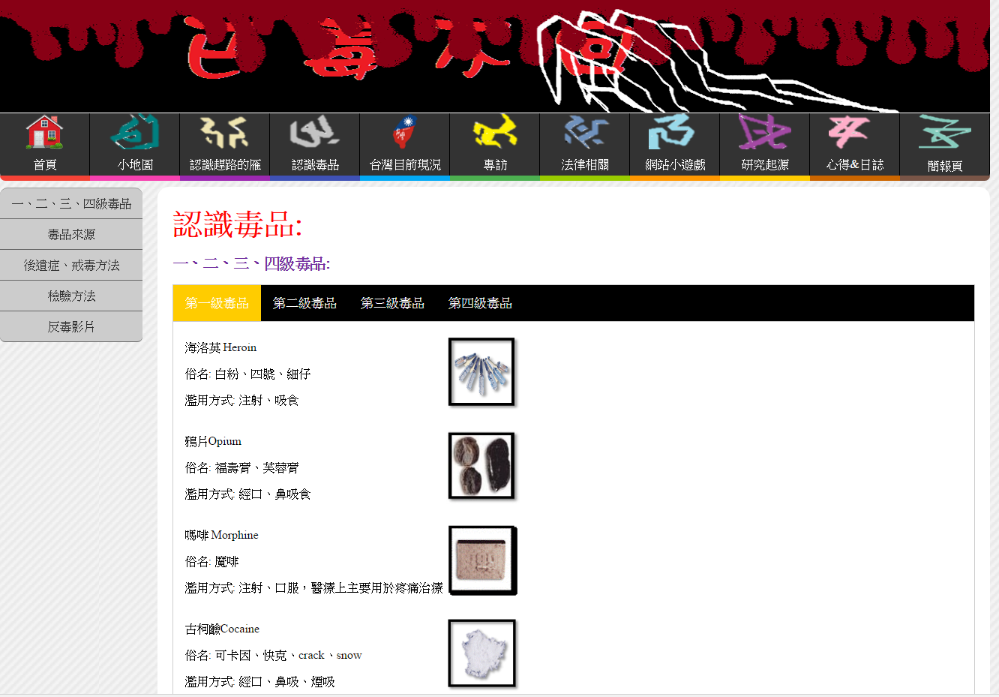 已毒不回
首頁
小地圖
認識趕路的雁
認識毒品
台灣目前現況
專訪
法律相關
網站小遊戲
研究起源
心得&日誌
簡報頁
一、二、三、四級毒品
毒品來源
後遺症、戒毒方法
檢驗方法
反毒影片
認識毒品:
一、二、三、四級毒品:
第一級毒品 第二級毒品 第三級毒品 第四級毒品
海洛英 Heroin
俗名: 白粉、四號、細仔
濫用方式: 注射、吸食
鴉片Opium
俗名: 福壽膏、芙蓉膏
濫用方式: 經口、鼻吸食
嗎啡 Morphine
俗名: 魔啡
濫用方式: 注射、口服，醫療上主要用於疼痛治療
古柯鹼Cocaine
俗名: 可卡因、快克、crack、snow
濫用方式: 經口、鼻吸、煙吸